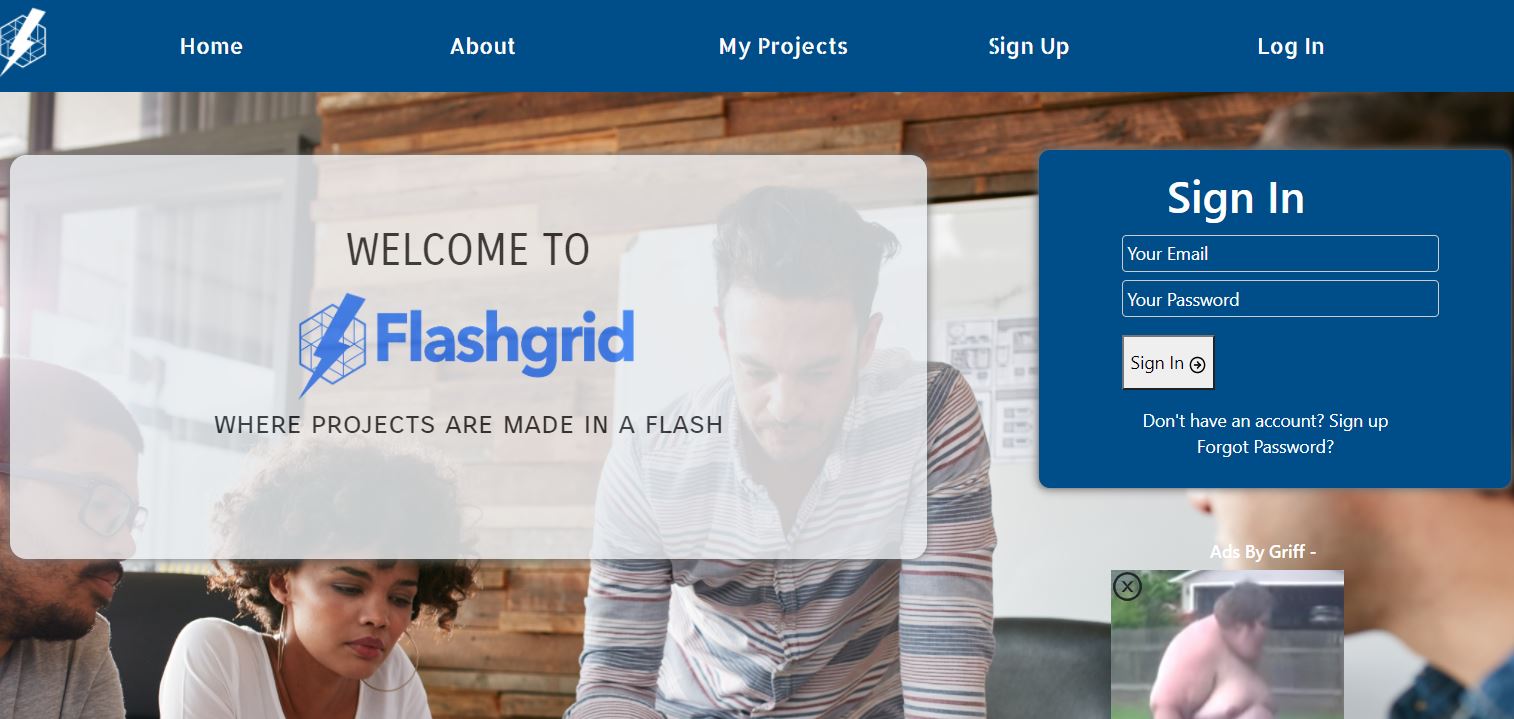 Home About My Projects Sign Up Log In
WELCOME TO
Flashgrid
WHERE PROJECTS ARE MADE IN A FLASH
Sign In
Your Email
Your Password
Sign In
Don't have an account? Sign up
Forgot Password?
Ads By Griff -